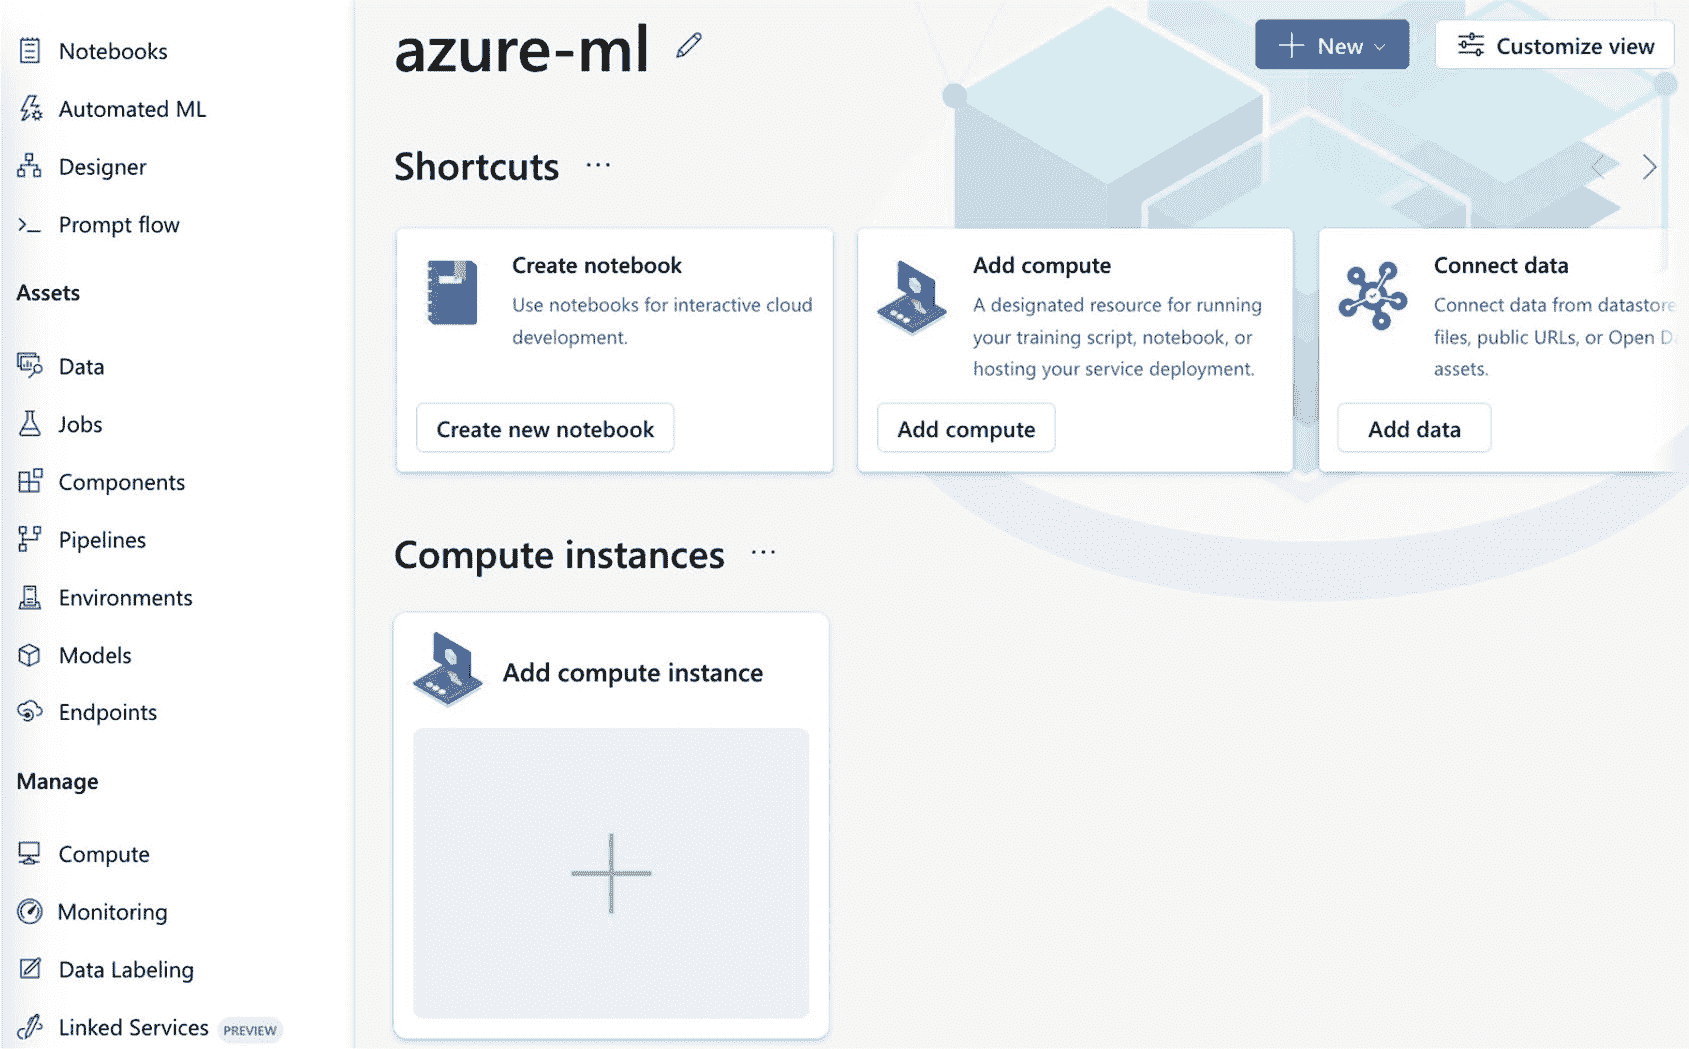 Notebooks
Automated ML
Designer
Prompt flow
Assets
Data
Jobs
Components
Pipelines
Environments
Models
Endpoints
Manage
Compute
Monitoring
Data Labeling
Linked Services PREVIEW
azure-ml
New
Customize view
Shortcuts ...
Create notebook
Use notebooks for interactive cloud
development.
Create new notebook
Add compute
A designated resource for running
your training script, notebook, or
hosting your service deployment.
Add compute
Connect data
Connect data from datastore
files, public URLs, or Open Da
assets.
Add data
Compute instances ...
Add compute instance